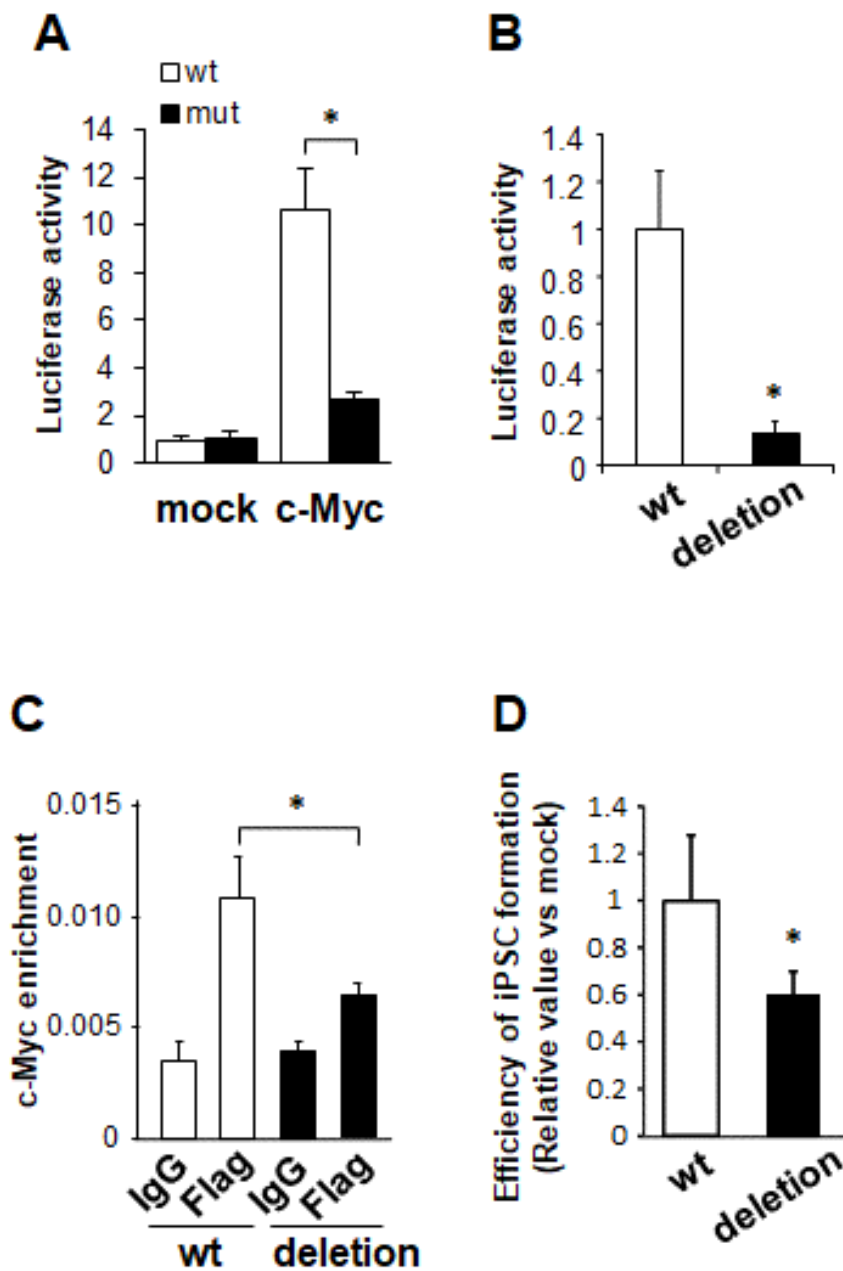 A
wt
mut
*
14
12
10
8
6
4
2
0
Luciferase activity
mock c-Myc
B
1.4
1.2
1
0.8
0.6
0.4
0.2
0
Luciferase activity
*
wt
deletion
C
0.015
0.010
0.005
0
c-Myc enrichment
*
IgG Flag IgG Flag
wt deletion
D
1.4
1.2
1
0.8
0.6
0.4
0.2
0
Efficiency of iPSC formation
(Relative value vs mock)
*
wt
deletion